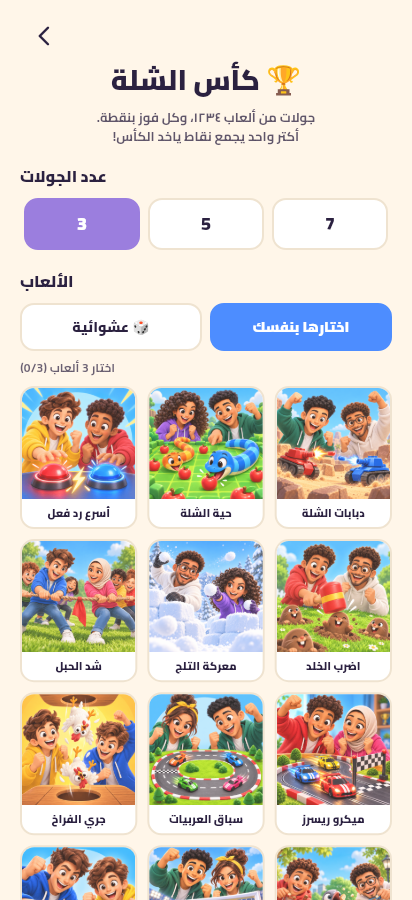 كأس الشلة 🏆
جولات من ألعاب ١٢٣٤، وكل فوز بنقطة.
أكتر واحد يجمع نقاط ياخد الكأس!
عدد الجولات
3
5
7
الألعاب
🎲 عشوائية
اختارها بنفسك
اختار 3 ألعاب (0/3)
أسرع رد فعل
حية الشلة
دبابات الشلة
شد الحبل
معركة التلج
اضرب الخلد
جري الفراخ
سباق العربيات
ميكرو ريسرز